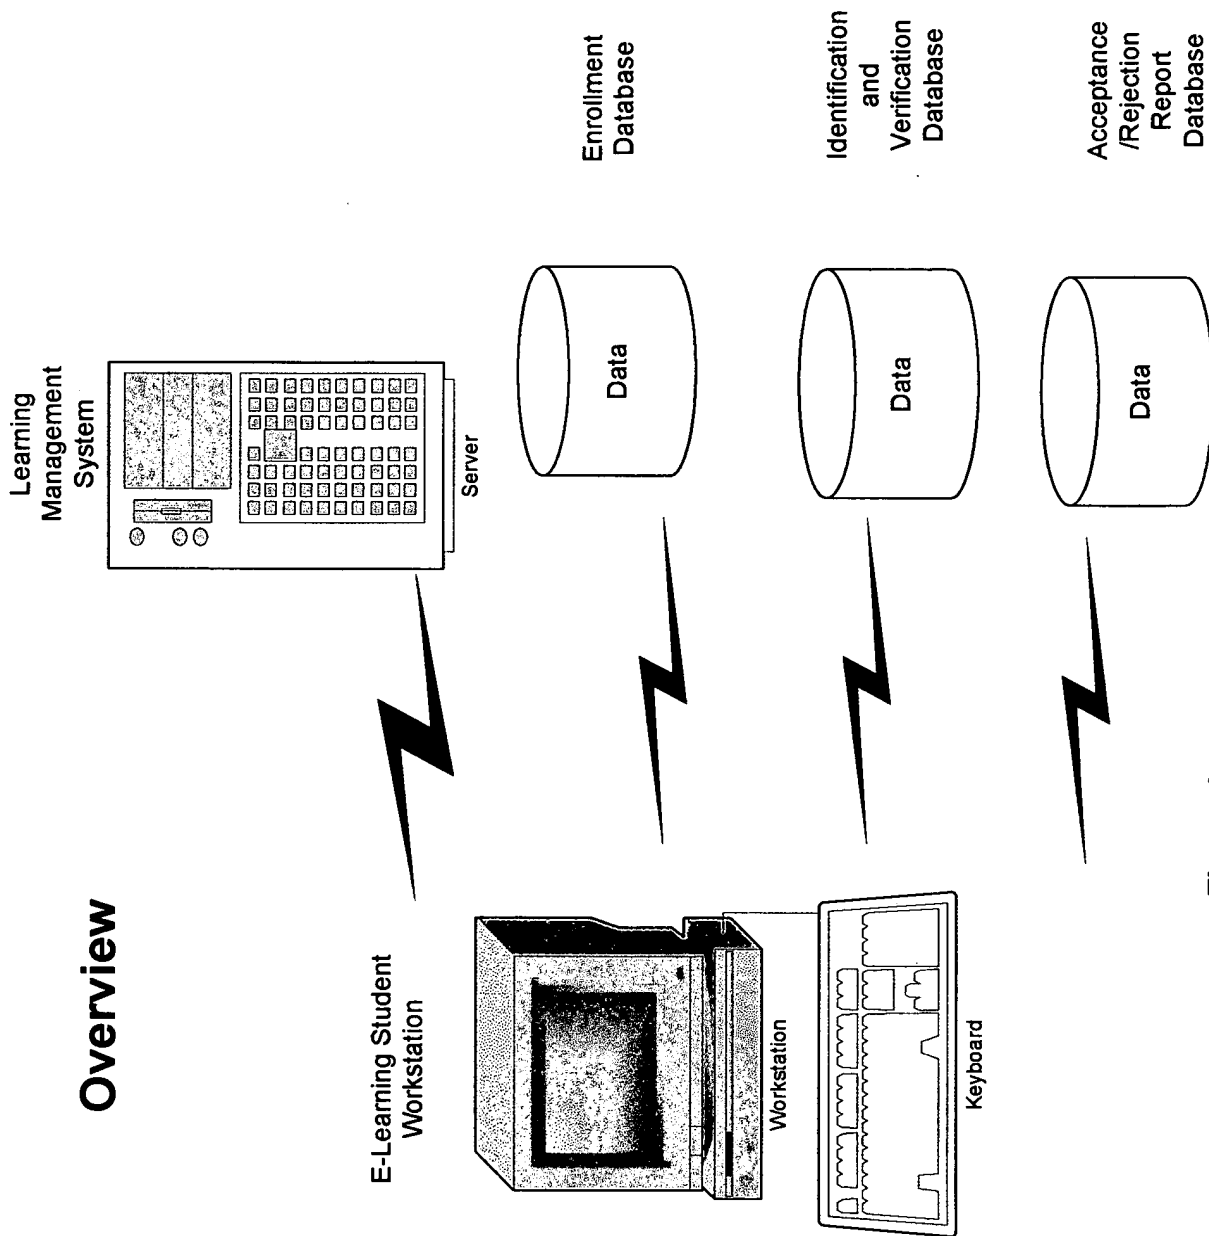 Overview
Learning
Management
System
Server
E-Learning Student
Workstation
Workstation
Keyboard
Data
Enrollment
Database
Data
Identification
and
Verification
Database
Data
Acceptance
/Rejection
Report
Database